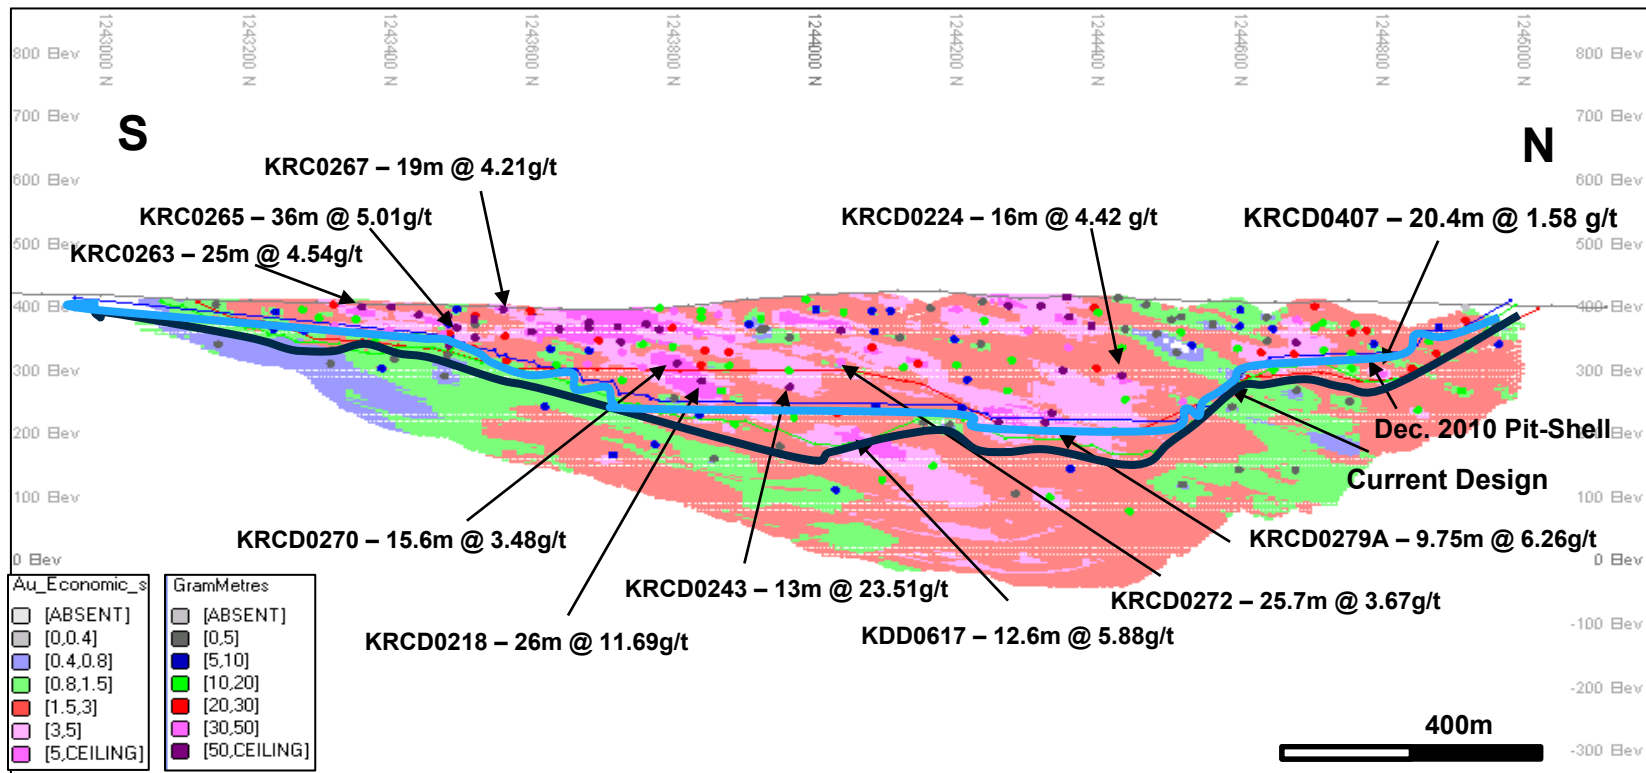 1243000 N
1243200 N
1243400 N
1243600 N
1243800 N
1244000 N
1244200 N
1244400 N
1244600 N
1244800 N
1245000 N
800 Elev
800 Elev
700 Elev
700 Elev
S
N
KRC0267 – 19m @ 4.21g/t
600 Elev
600 Elev
KRC0265 – 36m @ 5.01g/t
KRCD0224 – 16m @ 4.42 g/t
KRCD0407 – 20.4m @ 1.58 g/t
500 Elev
500 Elev
KRC0263 – 25m @ 4.54g/t
400 Elev
400 Elev
300 Elev
300 Elev
200 Elev
200 Elev
Dec. 2010 Pit-Shell
Current Design
100 Elev
100 Elev
KRCD0270 – 15.6m @ 3.48g/t
KRCD0279A – 9.75m @ 6.26g/t
0 Elev
0 Elev
KRCD0243 – 13m @ 23.51g/t
KRCD0272 – 25.7m @ 3.67g/t
KRCD0218 – 26m @ 11.69g/t
KDD0617 – 12.6m @ 5.88g/t
-100 Elev
-200 Elev
-300 Elev
Au_Economic_s
[ABSENT]
[0,0.4]
[0.4,0.8]
[0.8,1.5]
[1.5,3]
[3,5]
[5,CEILING]
GramMetres
[ABSENT]
[0,5]
[5,10]
[10,20]
[20,30]
[30,50]
[50,CEILING]
400m